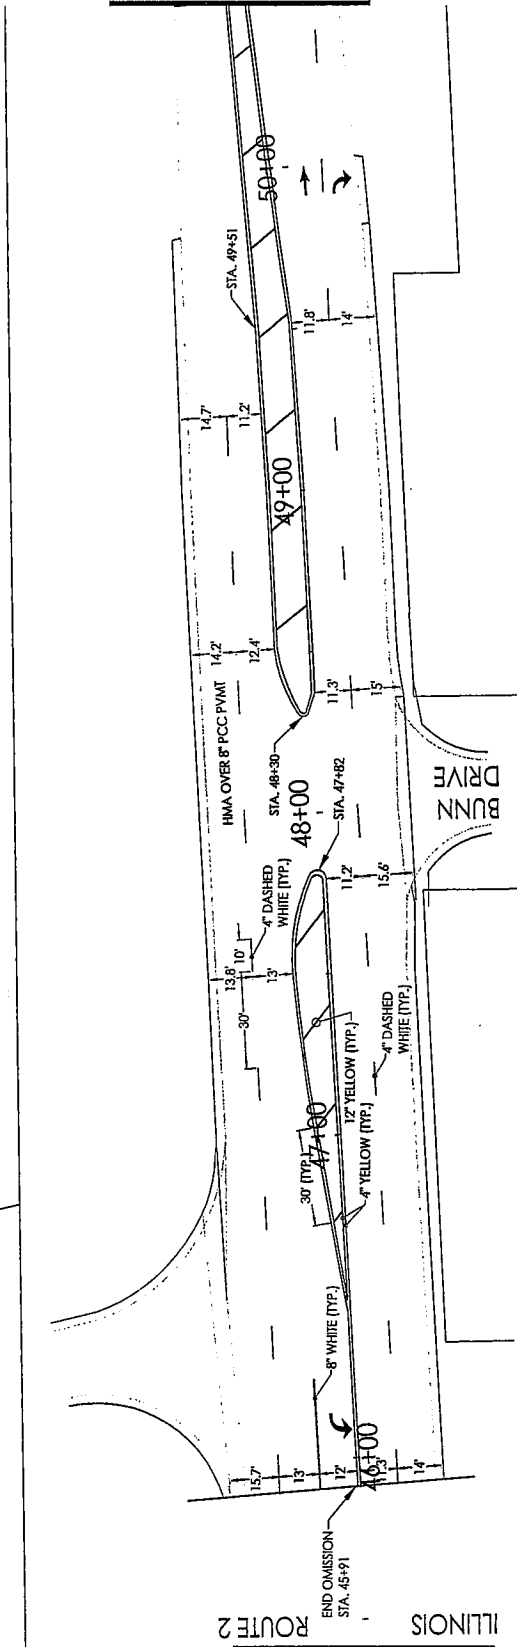 ILLINOIS
ROUTE 2
END OMISSION
STA. 45+91
15.7'
13'
12'
11.3'
14'
46+00
8" WHITE (TYP.)
30' (TYP.)
47+00
4" YELLOW (TYP.)
12" YELLOW (TYP.)
4" DASHED
WHITE (TYP.)
30'
10'
13.8'
13'
4" DASHED
WHITE (TYP.)
11.2'
15.6'
STA. 47+82
48+00
STA. 48+30
BUNN
DRIVE
HMA OVER 8" PCC PVMT
11.3'
15'
14.2'
12.4'
49+00
14.7'
11.2'
STA. 49+51
11.8'
14'
50+00